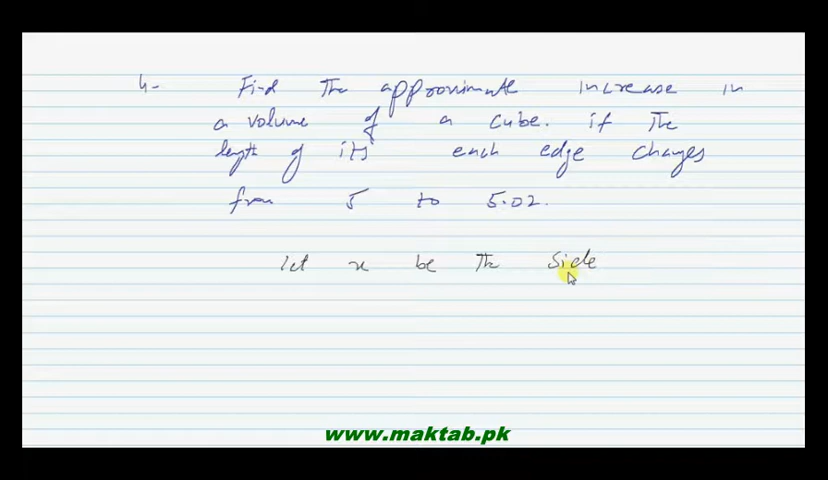 4- Find the approximate increase in
a volume of a cube. if the
length of its each edge changes
from 5 to 5.02.
let x be the side
www.maktab.pk